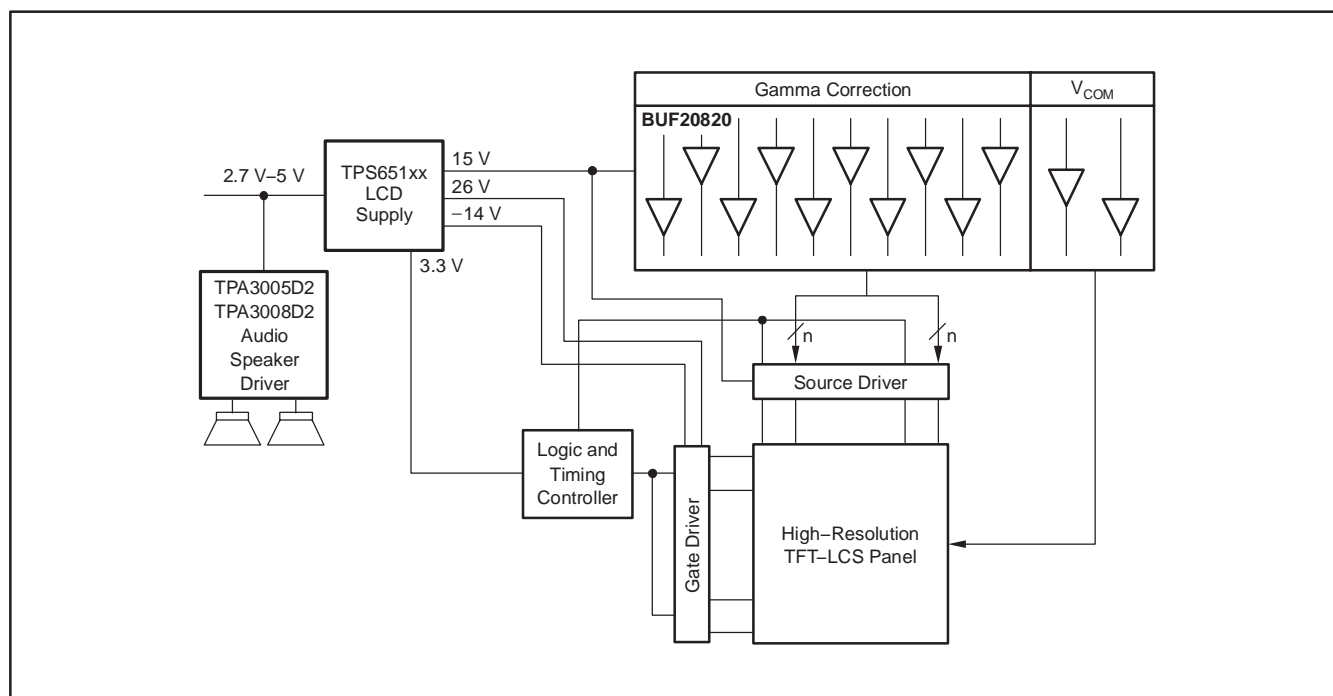 Gamma Correction
V_COM
BUF20820
2.7 V−5 V
TPS651xx
LCD
Supply
15 V
26 V
−14 V
3.3 V
TPA3005D2
TPA3008D2
Audio
Speaker
Driver
n
n
Source Driver
Logic and
Timing
Controller
Gate Driver
High−Resolution
TFT−LCS Panel